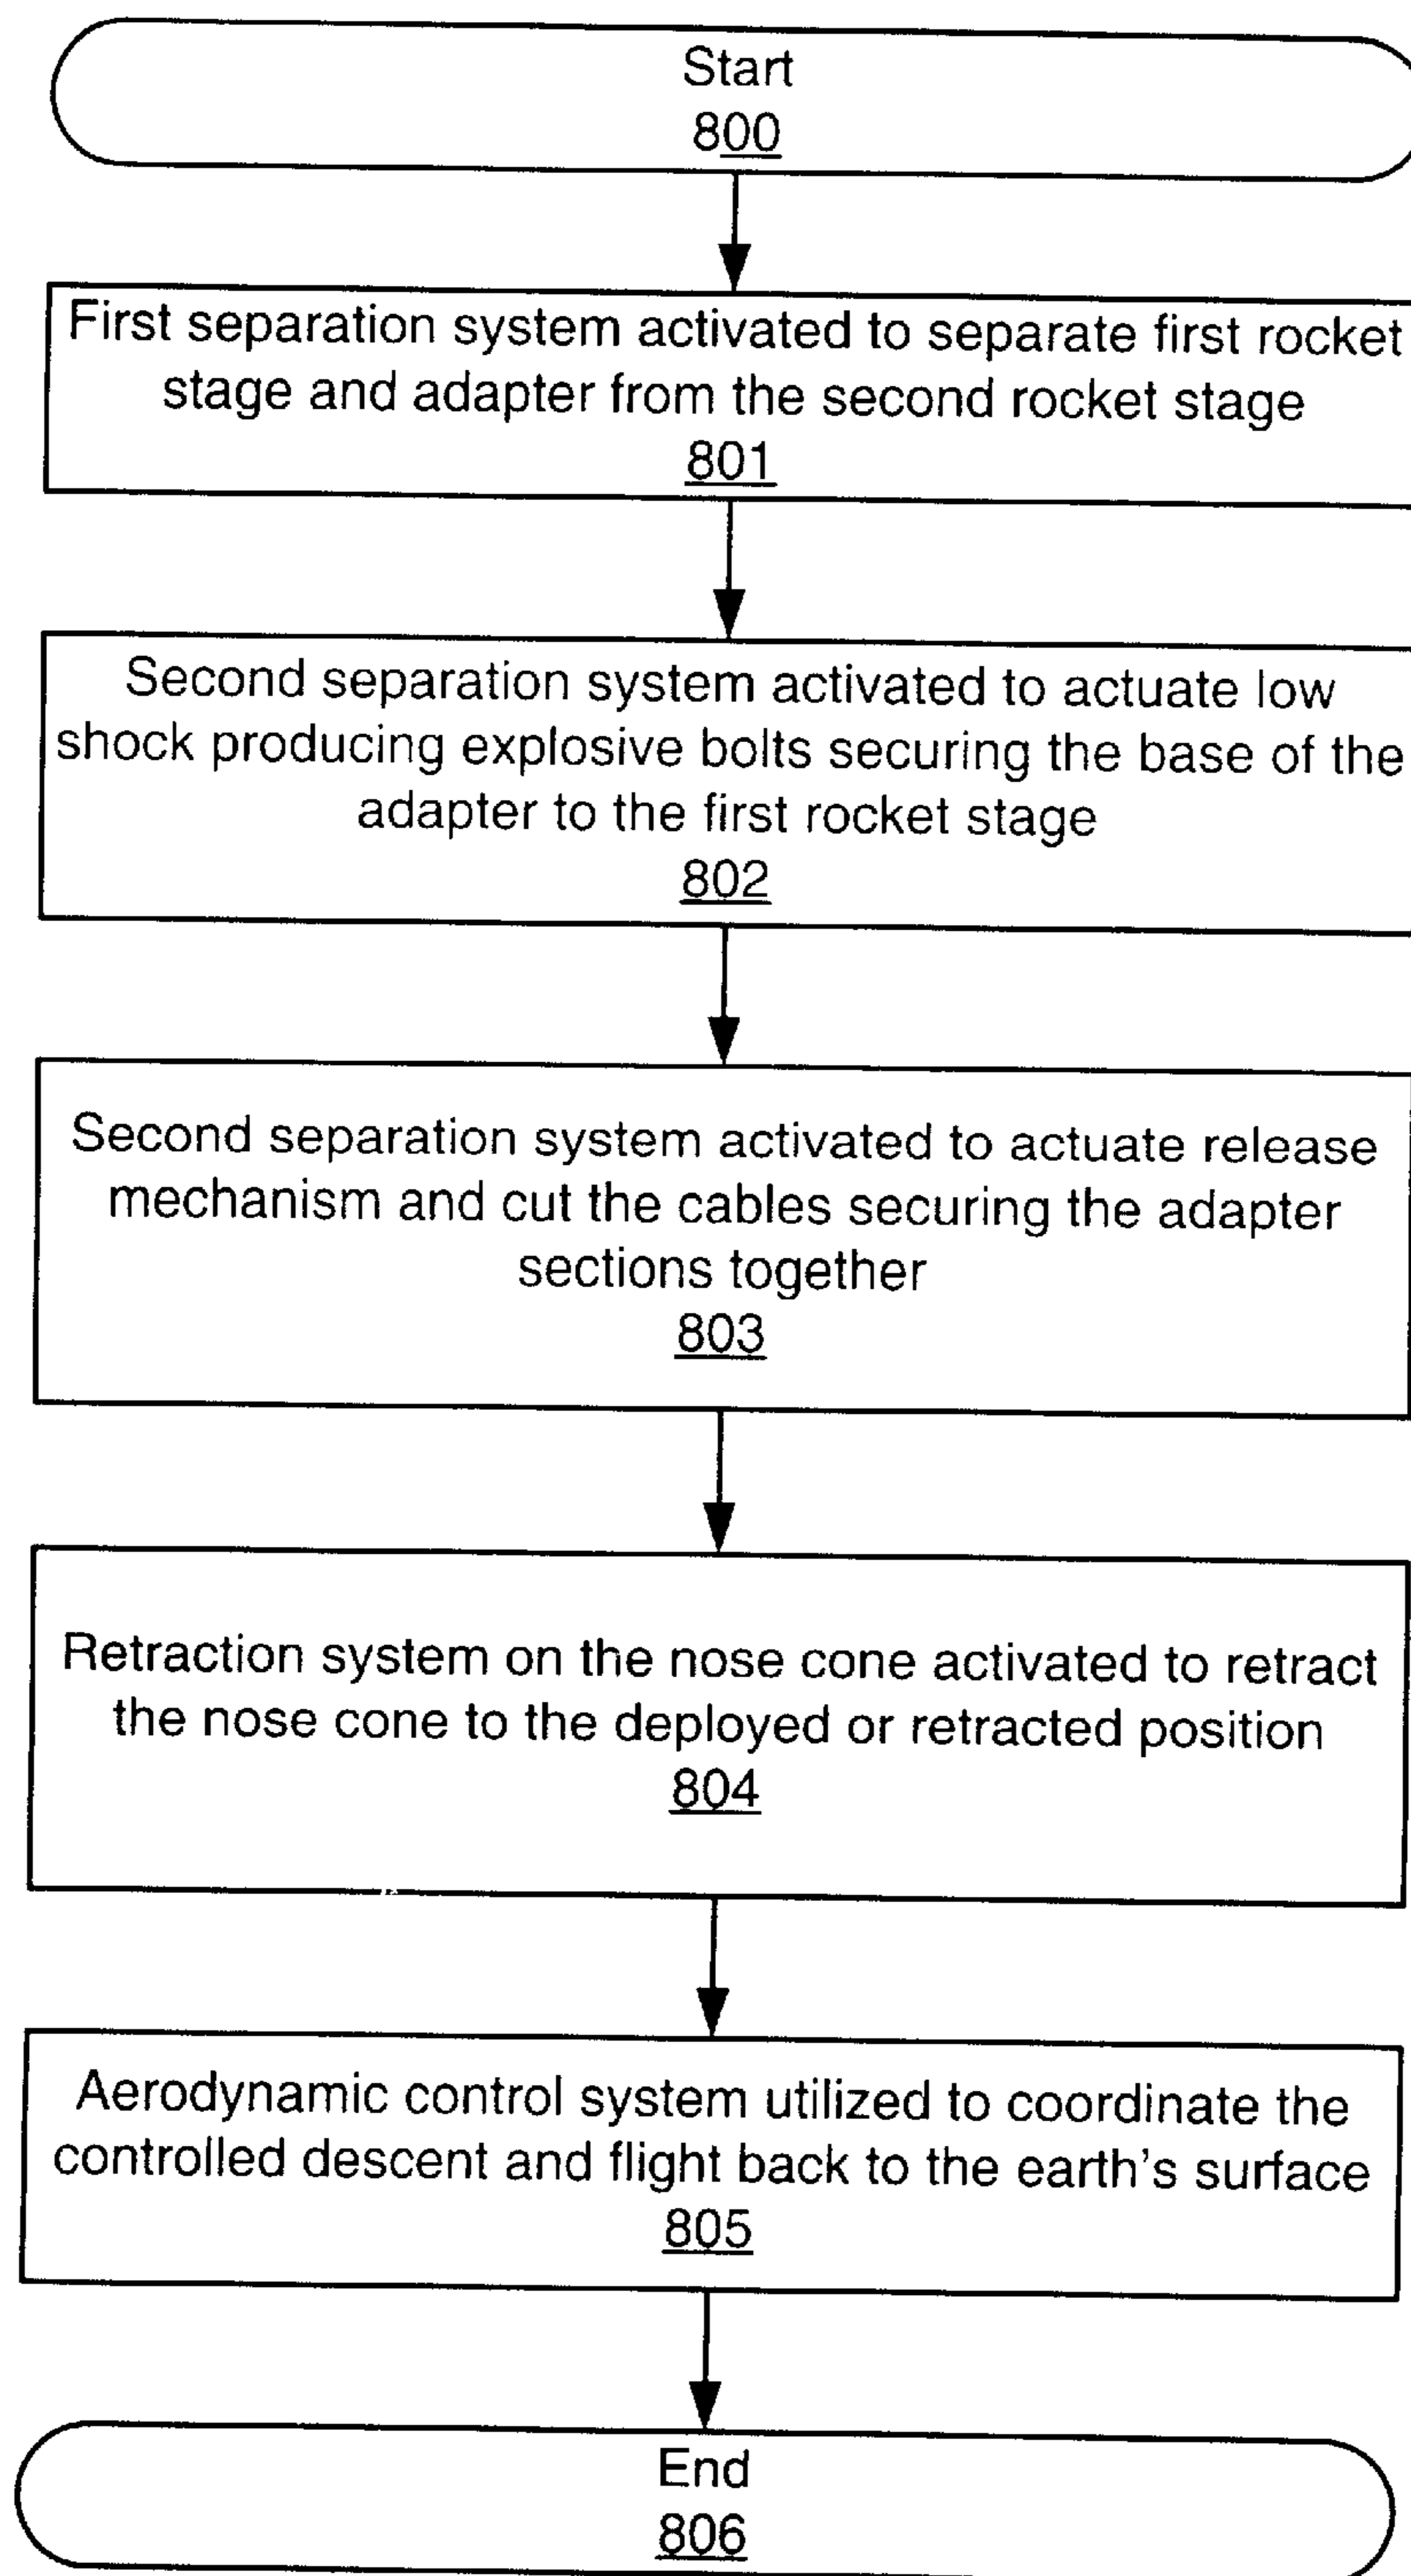 Start
800
First separation system activated to separate first rocket
stage and adapter from the second rocket stage
801
Second separation system activated to actuate low
shock producing explosive bolts securing the base of the
adapter to the first rocket stage
802
Second separation system activated to actuate release
mechanism and cut the cables securing the adapter
sections together
803
Retraction system on the nose cone activated to retract
the nose cone to the deployed or retracted position
804
Aerodynamic control system utilized to coordinate the
controlled descent and flight back to the earth's surface
805
End
806